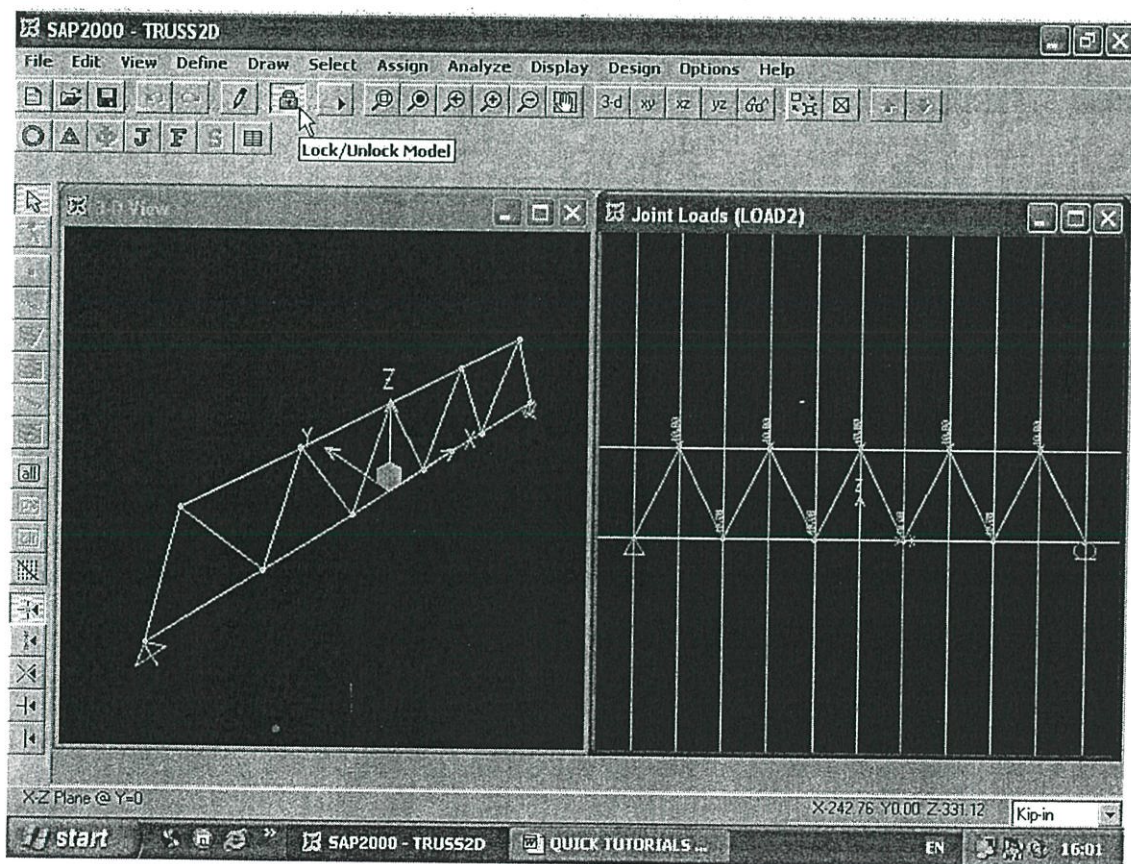 SAP2000 - TRUSS2D
File Edit View Define Draw Select Assign Analyze Display Design Options Help
3-d xy xz yz
J F S
Lock/Unlock Model
3-D View
Joint Loads (LOAD2)
Z
Y
X
Z
all
X-Z Plane @ Y=0
X-242.76 Y0.00 Z-331.12
Kip-in
start
»
SAP2000 - TRUSS2D
QUICK TUTORIALS ...
EN
16:01